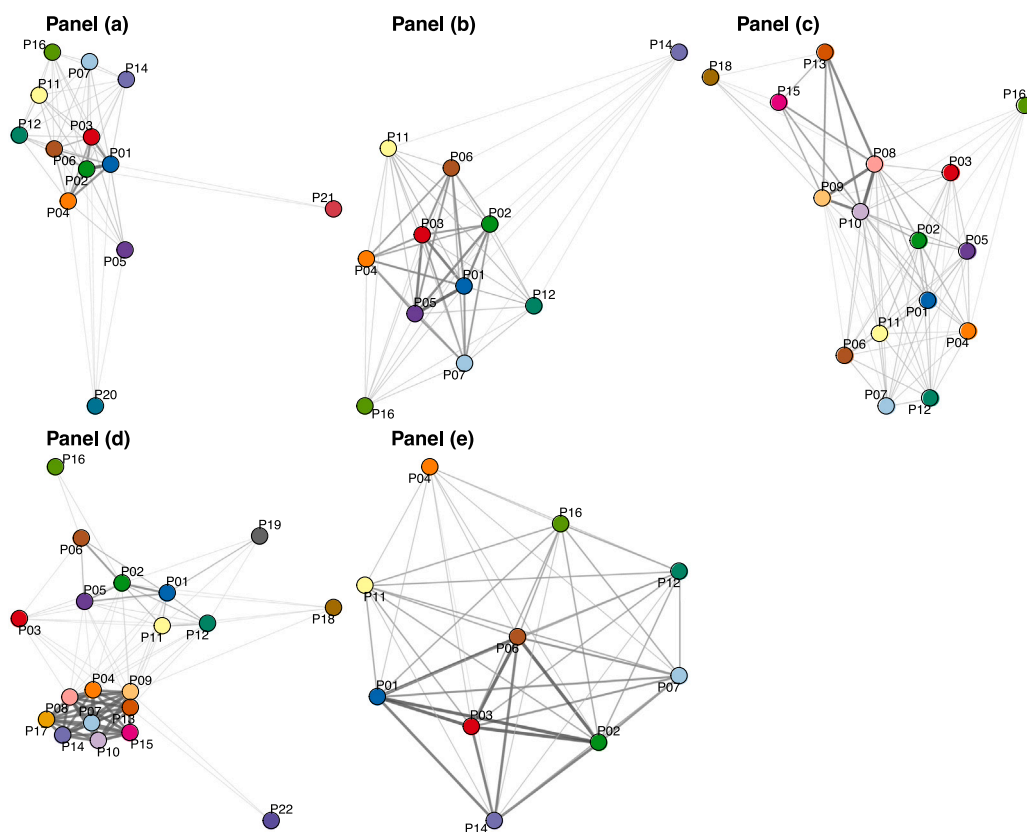 Panel (a)
P16
P07
P14
P11
P12
P03
P06
P01
P02
P04
P21
P05
P20
Panel (b)
P14
P11
P06
P02
P03
P04
P01
P05
P12
P07
P16
Panel (c)
P13
P18
P15
P16
P08
P03
P09
P10
P02
P05
P01
P11
P04
P06
P07
P12
Panel (d)
P16
P19
P06
P02
P01
P05
P18
P03
P11
P12
P04
P09
P08
P07
P13
P17
P14
P10
P15
P22
Panel (e)
P04
P16
P12
P11
P06
P07
P01
P03
P02
P14